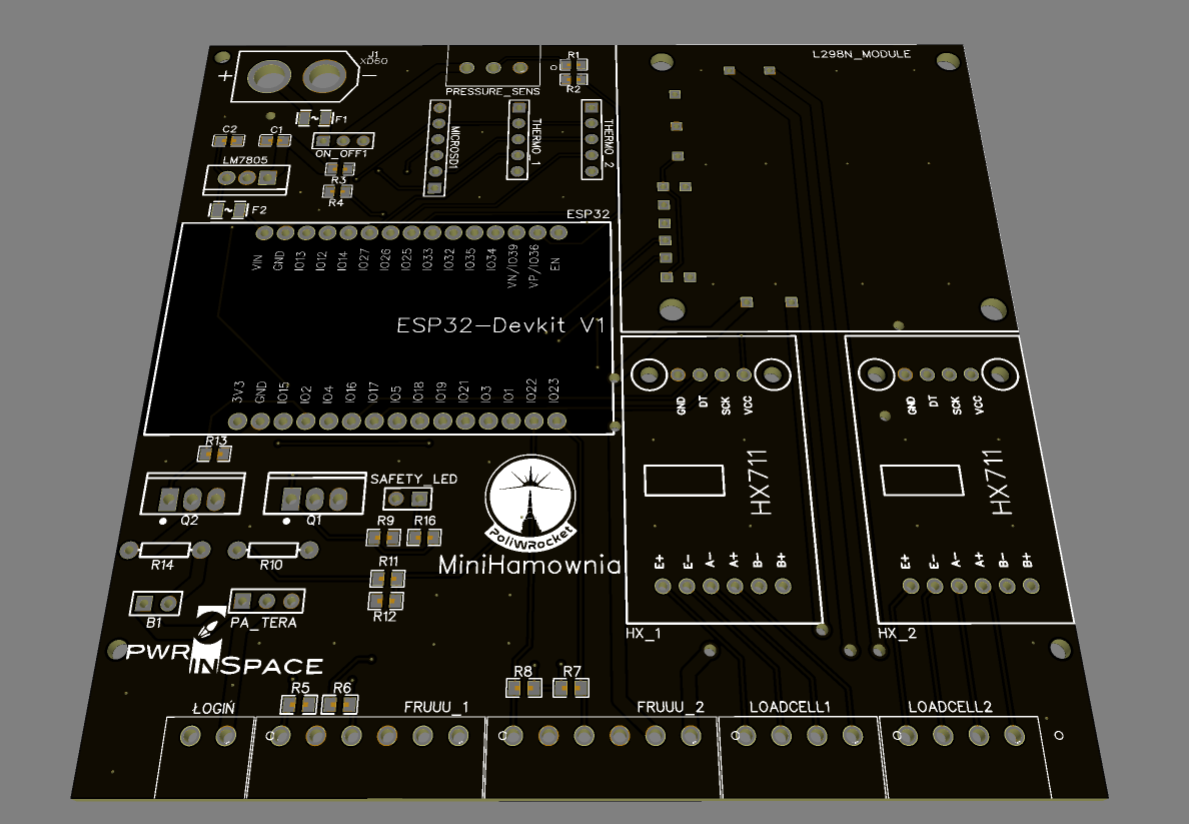 J1
XD60
+
−
R1
R2
PRESSURE_SENS
L298N_MODULE
F1
C2
C1
ON_OFF1
MICROSD1
THERMO_1
THERMO_2
LM7805
R3
R4
F2
ESP32
VIN
GND
IO13
IO12
IO14
IO27
IO26
IO25
IO33
IO32
IO35
IO34
VN/IO39
VP/IO36
EN
ESP32-Devkit V1
3V3
GND
IO15
IO2
IO4
IO16
IO17
IO5
IO18
IO19
IO21
IO3
IO1
IO22
IO23
GND
DT
SCK
VCC
GND
DT
SCK
VCC
HX711
HX711
E+
E-
A-
A+
B-
B+
E+
E-
A-
A+
B-
B+
HX_1
HX_2
R13
SAFETY_LED
Q2
Q1
R9
R16
PoliWRocket
MiniHamownia
R14
R10
R11
R12
B1
PA_TERA
PWR
INSPACE
R8
R7
R5
R6
ŁOGIŃ
FRUUU_1
FRUUU_2
LOADCELL1
LOADCELL2